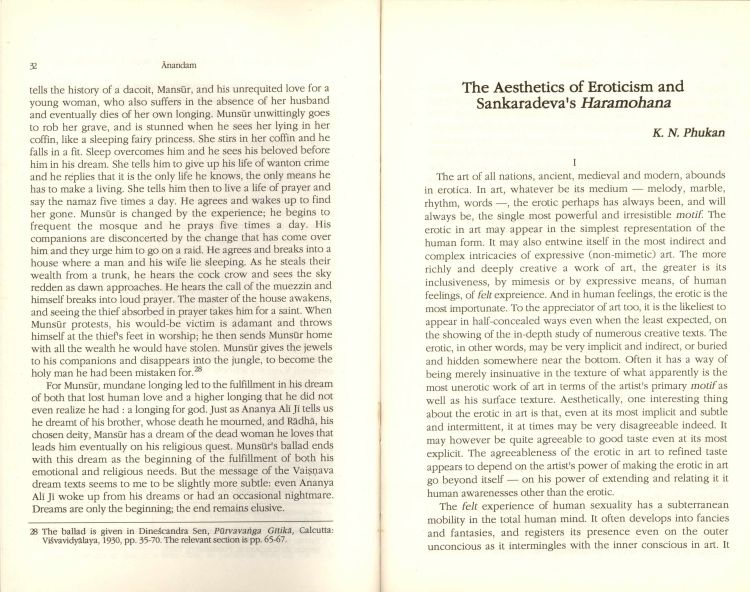 32
Ānandam
tells the history of a dacoit, Mansūr, and his unrequited love for a
young woman, who also suffers in the absence of her husband
and eventually dies of her own longing. Munsūr unwittingly goes
to rob her grave, and is stunned when he sees her lying in her
coffin, like a sleeping fairy princess. She stirs in her coffin and he
falls in a fit. Sleep overcomes him and he sees his beloved before
him in his dream. She tells him to give up his life of wanton crime
and he replies that it is the only life he knows, the only means he
has to make a living. She tells him then to live a life of prayer and
say the namaz five times a day. He agrees and wakes up to find
her gone. Munsūr is changed by the experience; he begins to
frequent the mosque and he prays five times a day. His
companions are disconcerted by the change that has come over
him and they urge him to go on a raid. He agrees and breaks into a
house where a man and his wife lie sleeping. As he steals their
wealth from a trunk, he hears the cock crow and sees the sky
redden as dawn approaches. He hears the call of the muezzin and
himself breaks into loud prayer. The master of the house awakens,
and seeing the thief absorbed in prayer takes him for a saint. When
Munsūr protests, his would-be victim is adamant and throws
himself at the thief's feet in worship; he then sends Munsūr home
with all the wealth he would have stolen. Munsūr gives the jewels
to his companions and disappears into the jungle, to become the
holy man he had been mistaken for.28
For Munsūr, mundane longing led to the fulfillment in his dream
of both that lost human love and a higher longing that he did not
even realize he had : a longing for god. Just as Ananya Alī Jī tells us
he dreamt of his brother, whose death he mourned, and Rādhā, his
chosen deity, Mansūr has a dream of the dead woman he loves that
leads him eventually on his religious quest. Munsūr's ballad ends
with this dream as the beginning of the fulfillment of both his
emotional and religious needs. But the message of the Vaiṣṇava
dream texts seems to me to be slightly more subtle: even Ananya
Alī Jī woke up from his dreams or had an occasional nightmare.
Dreams are only the beginning; the end remains elusive.
28 The ballad is given in Dineścandra Sen, Pūrvavaṅga Gītikā, Calcutta:
Viśvavidyālaya, 1930, pp. 35-70. The relevant section is pp. 65-67.
The Aesthetics of Eroticism and
Sankaradeva's Haramohana
K. N. Phukan
I
The art of all nations, ancient, medieval and modern, abounds
in erotica. In art, whatever be its medium — melody, marble,
rhythm, words —, the erotic perhaps has always been, and will
always be, the single most powerful and irresistible motif. The
erotic in art may appear in the simplest representation of the
human form. It may also entwine itself in the most indirect and
complex intricacies of expressive (non-mimetic) art. The more
richly and deeply creative a work of art, the greater is its
inclusiveness, by mimesis or by expressive means, of human
feelings, of felt expreience. And in human feelings, the erotic is the
most importunate. To the appreciator of art too, it is the likeliest to
appear in half-concealed ways even when the least expected, on
the showing of the in-depth study of numerous creative texts. The
erotic, in other words, may be very implicit and indirect, or buried
and hidden somewhere near the bottom. Often it has a way of
being merely insinuative in the texture of what apparently is the
most unerotic work of art in terms of the artist's primary motif as
well as his surface texture. Aesthetically, one interesting thing
about the erotic in art is that, even at its most implicit and subtle
and intermittent, it at times may be very disagreeable indeed. It
may however be quite agreeable to good taste even at its most
explicit. The agreeableness of the erotic in art to refined taste
appears to depend on the artist's power of making the erotic in art
go beyond itself — on his power of extending and relating it it
human awarenesses other than the erotic.
The felt experience of human sexuality has a subterranean
mobility in the total human mind. It often develops into fancies
and fantasies, and registers its presence even on the outer
unconcious as it intermingles with the inner conscious in art. It